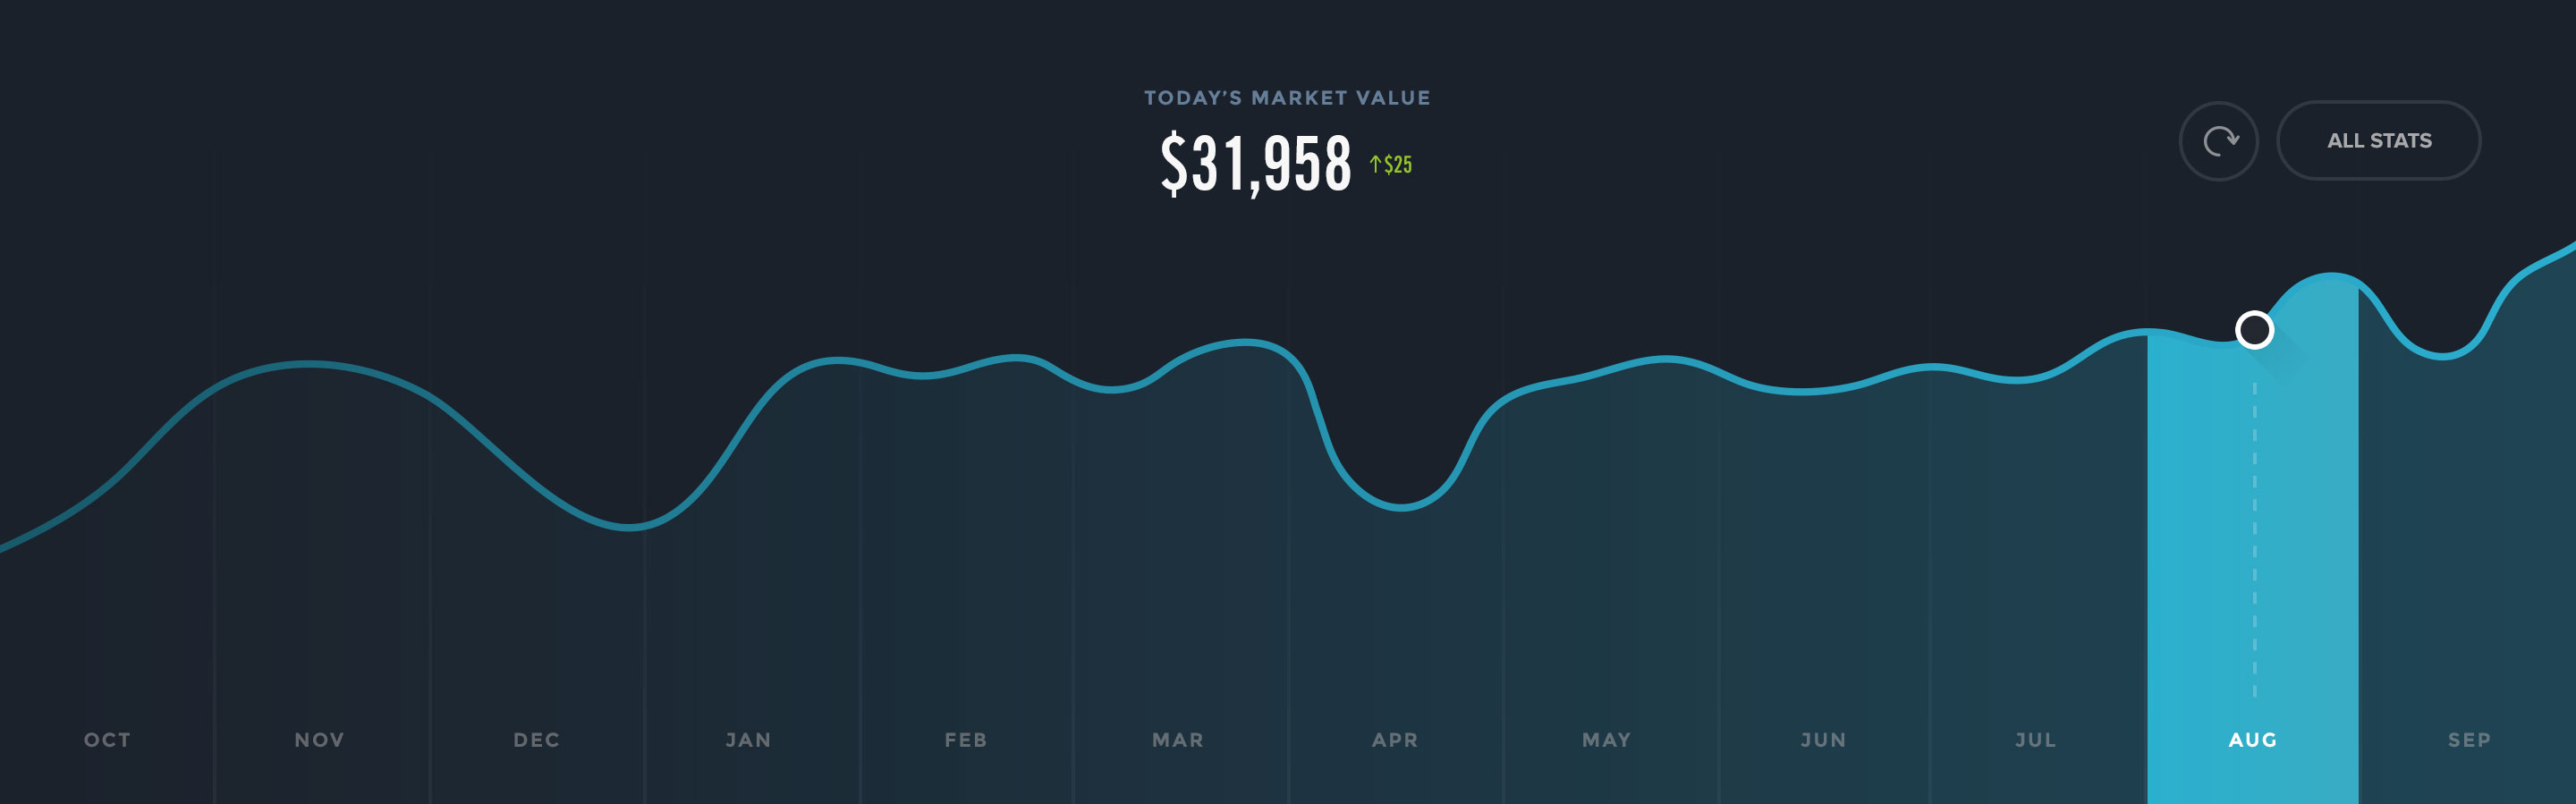 TODAY’S MARKET VALUE
$31,958 ↑$25
ALL STATS
OCT NOV DEC JAN FEB MAR APR MAY JUN JUL AUG SEP